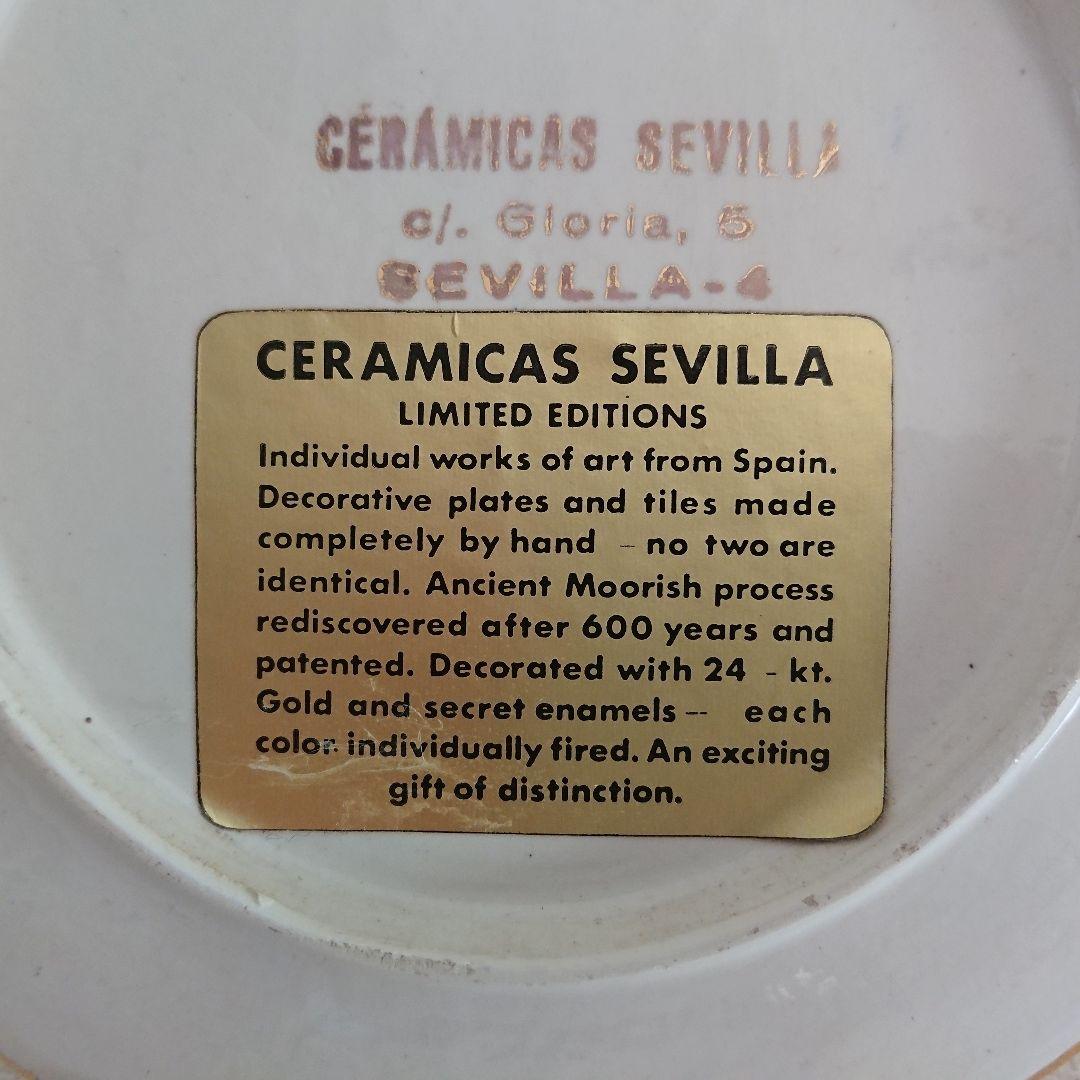 CERÁMICAS SEVILLA
c/. Gloria, 5
SEVILLA-4
CERAMICAS SEVILLA
LIMITED EDITIONS
Individual works of art from Spain.
Decorative plates and tiles made
completely by hand - no two are
identical. Ancient Moorish process
rediscovered after 600 years and
patented. Decorated with 24 - kt.
Gold and secret enamels -- each
color individually fired. An exciting
gift of distinction.